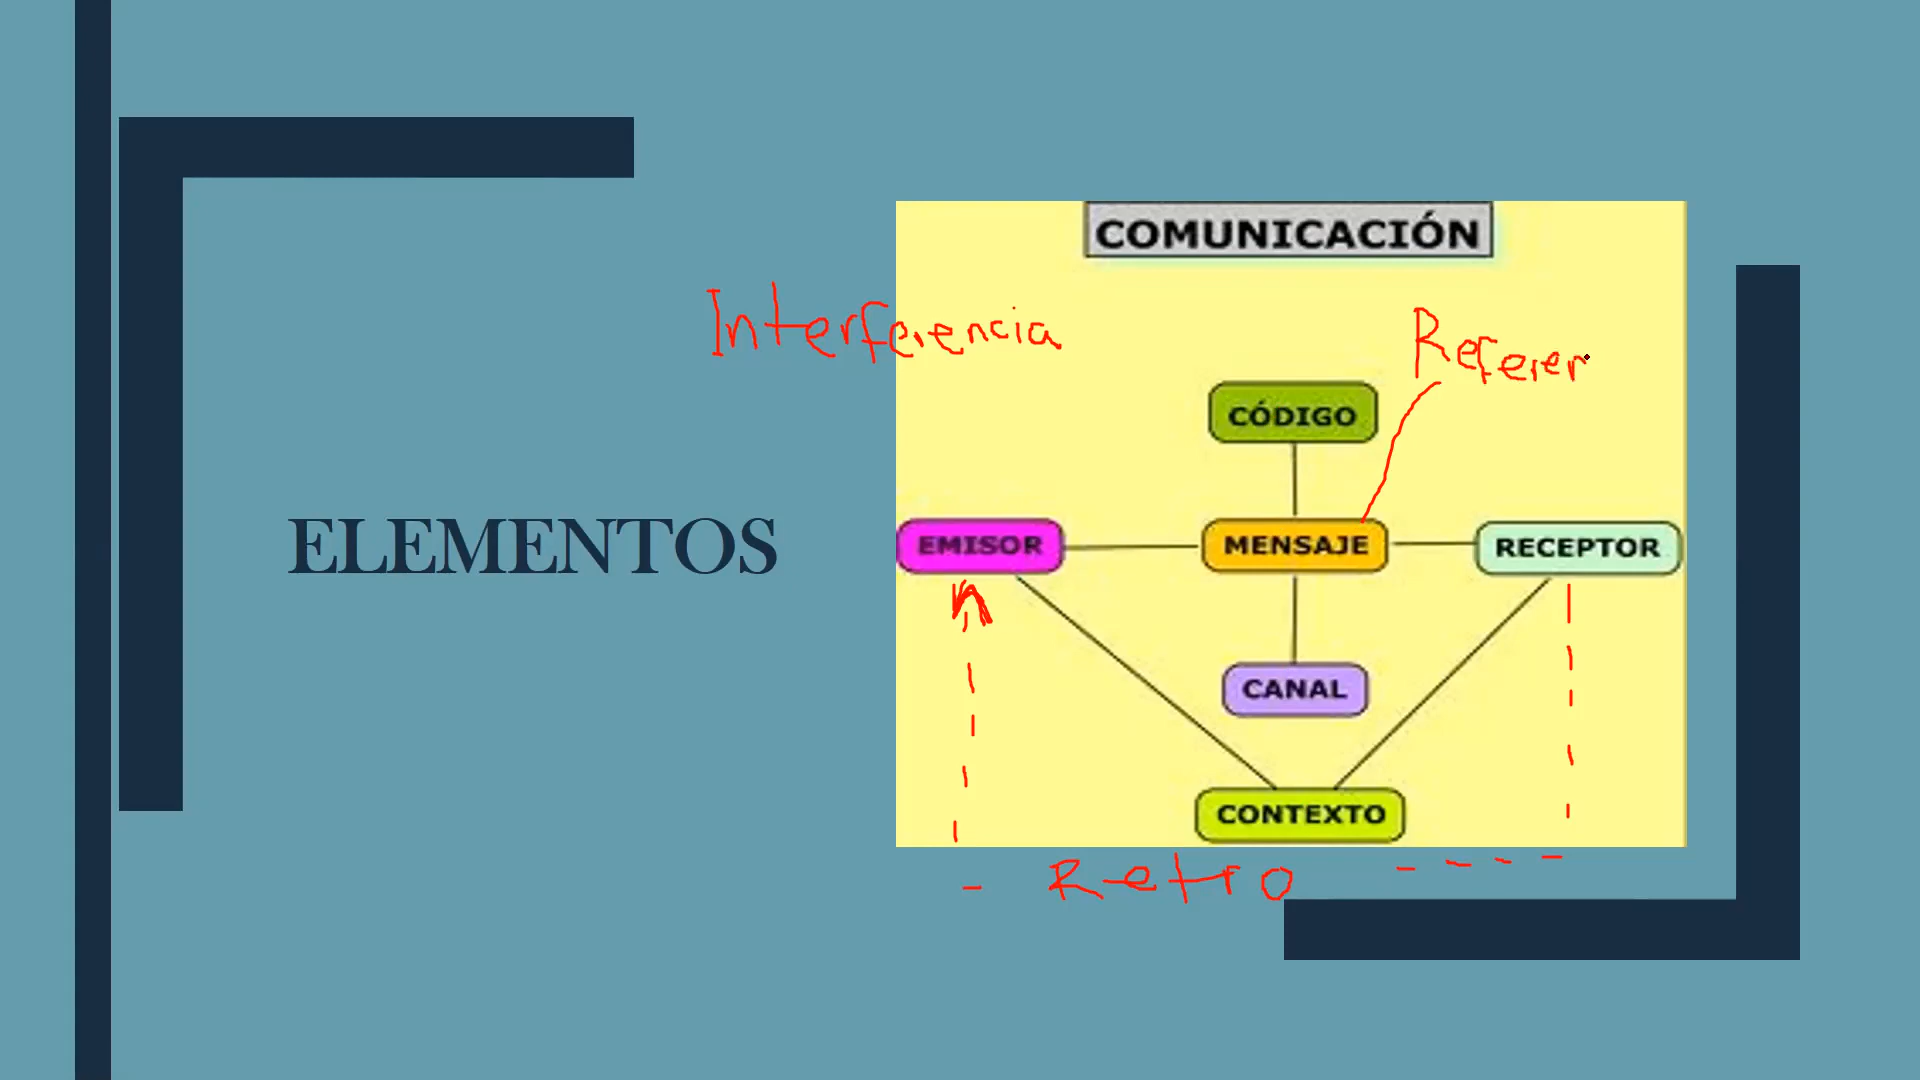 ELEMENTOS
COMUNICACIÓN
Interferencia
Referer
CÓDIGO
EMISOR
MENSAJE
RECEPTOR
CANAL
CONTEXTO
Retro